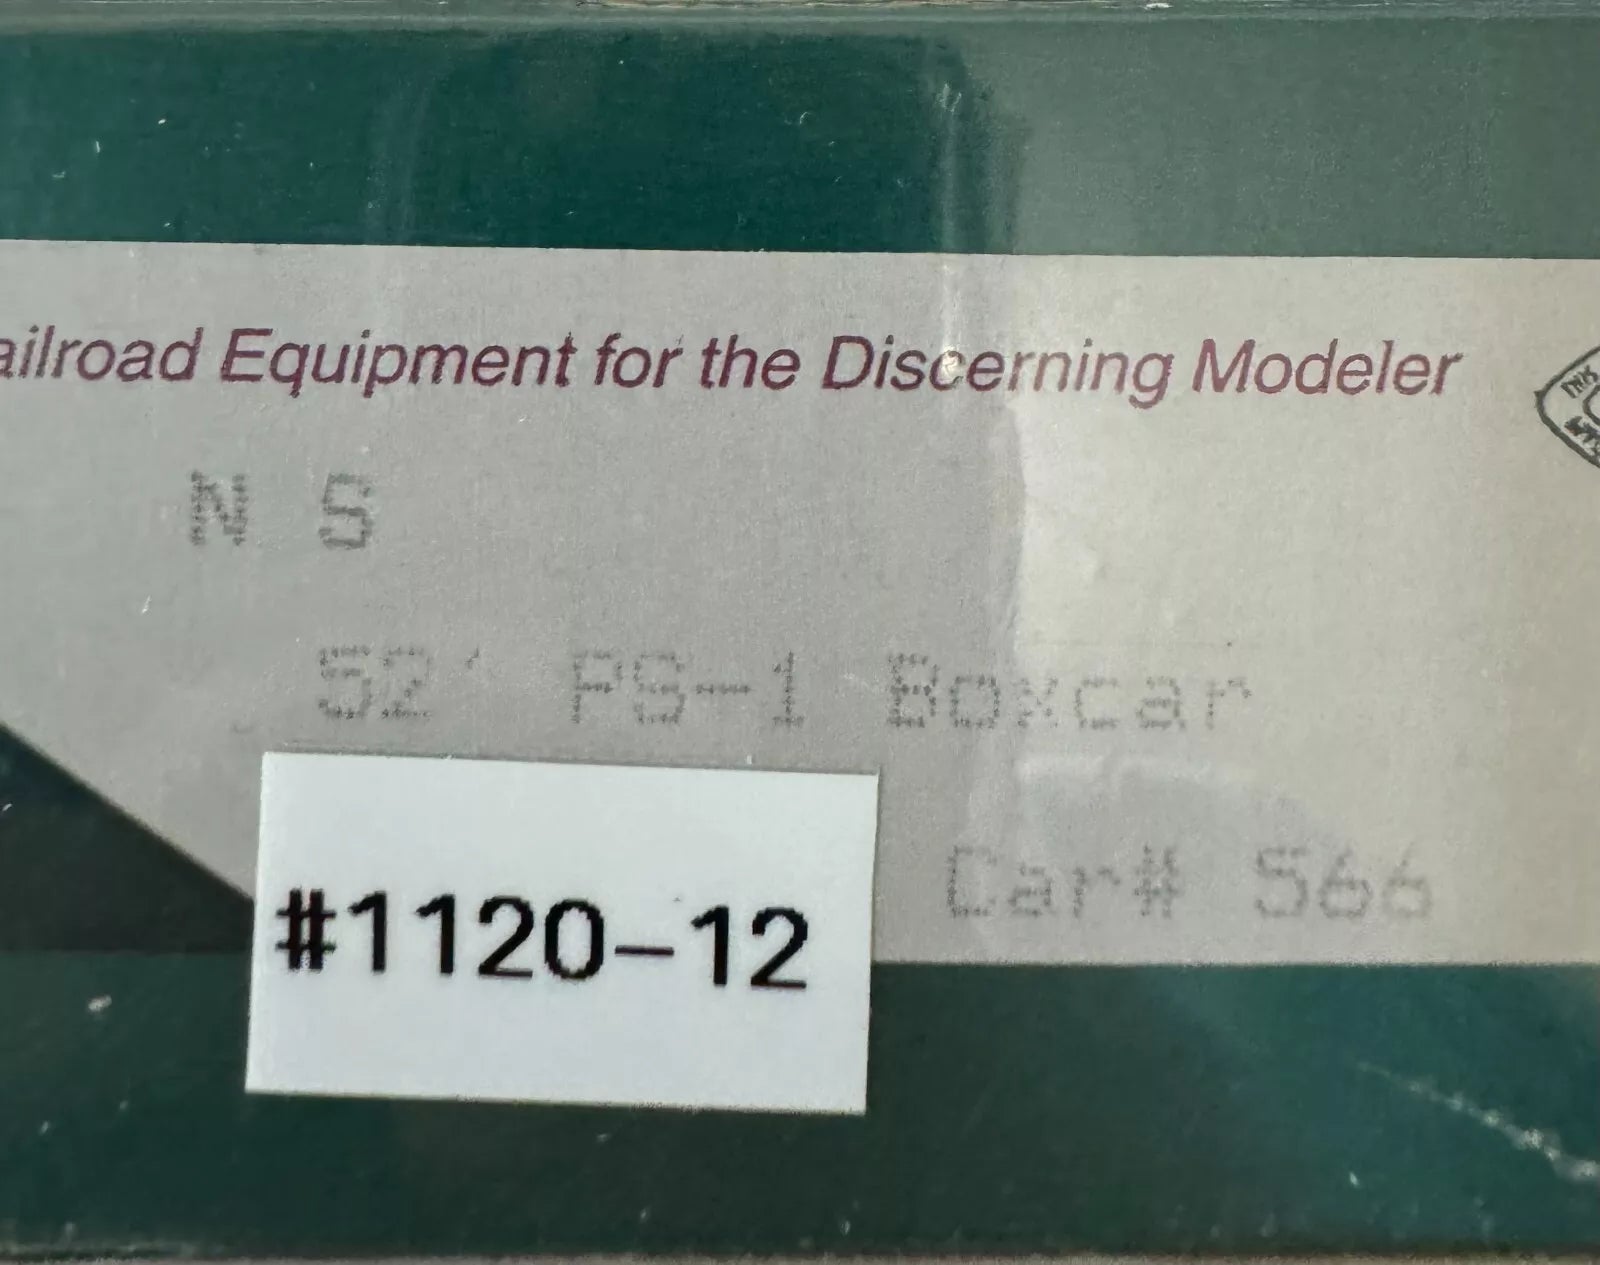 ailroad Equipment for the Discerning Modeler
N S
52' PS-1 Boxcar
Car# 566
#1120-12